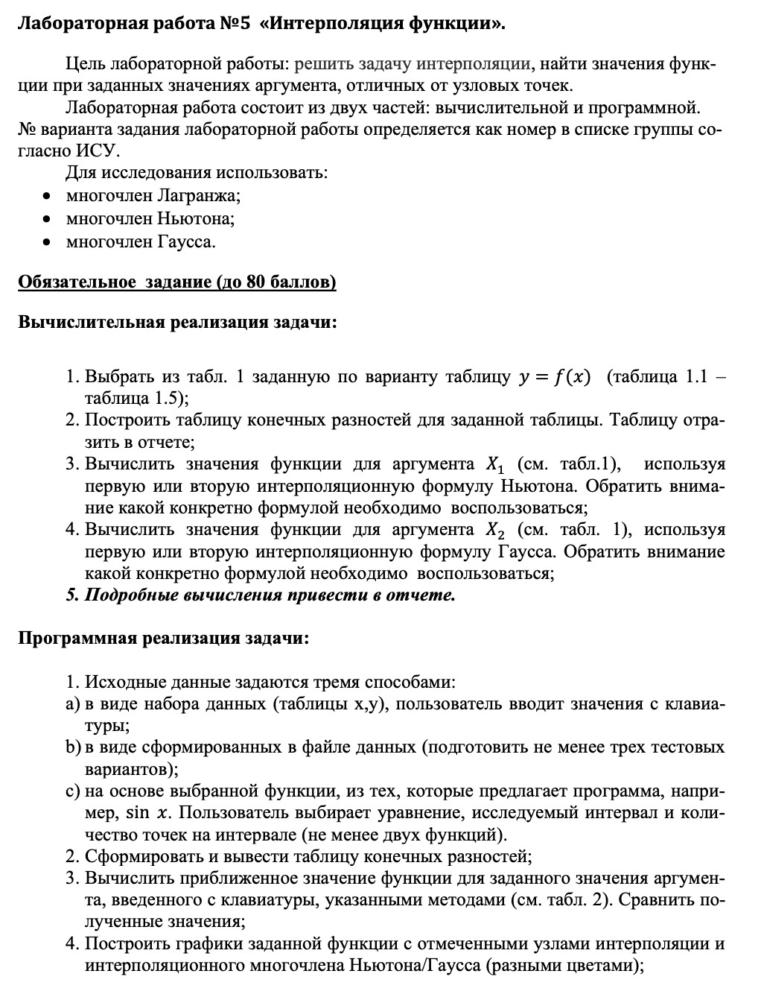 Лабораторная работа №5 «Интерполяция функции».
Цель лабораторной работы: решить задачу интерполяции, найти значения функ-
ции при заданных значениях аргумента, отличных от узловых точек.
Лабораторная работа состоит из двух частей: вычислительной и программной.
№ варианта задания лабораторной работы определяется как номер в списке группы со-
гласно ИСУ.
Для исследования использовать:
• многочлен Лагранжа;
• многочлен Ньютона;
• многочлен Гаусса.
Обязательное задание (до 80 баллов)
Вычислительная реализация задачи:
1. Выбрать из табл. 1 заданную по варианту таблицу y = f(x) (таблица 1.1 –
таблица 1.5);
2. Построить таблицу конечных разностей для заданной таблицы. Таблицу отра-
зить в отчете;
3. Вычислить значения функции для аргумента X₁ (см. табл.1), используя
первую или вторую интерполяционную формулу Ньютона. Обратить внима-
ние какой конкретно формулой необходимо воспользоваться;
4. Вычислить значения функции для аргумента X₂ (см. табл. 1), используя
первую или вторую интерполяционную формулу Гаусса. Обратить внимание
какой конкретно формулой необходимо воспользоваться;
5. Подробные вычисления привести в отчете.
Программная реализация задачи:
1. Исходные данные задаются тремя способами:
a) в виде набора данных (таблицы x,y), пользователь вводит значения с клавиа-
туры;
b) в виде сформированных в файле данных (подготовить не менее трех тестовых
вариантов);
c) на основе выбранной функции, из тех, которые предлагает программа, напри-
мер, sin x. Пользователь выбирает уравнение, исследуемый интервал и коли-
чество точек на интервале (не менее двух функций).
2. Сформировать и вывести таблицу конечных разностей;
3. Вычислить приближенное значение функции для заданного значения аргумен-
та, введенного с клавиатуры, указанными методами (см. табл. 2). Сравнить по-
лученные значения;
4. Построить графики заданной функции с отмеченными узлами интерполяции и
интерполяционного многочлена Ньютона/Гаусса (разными цветами);